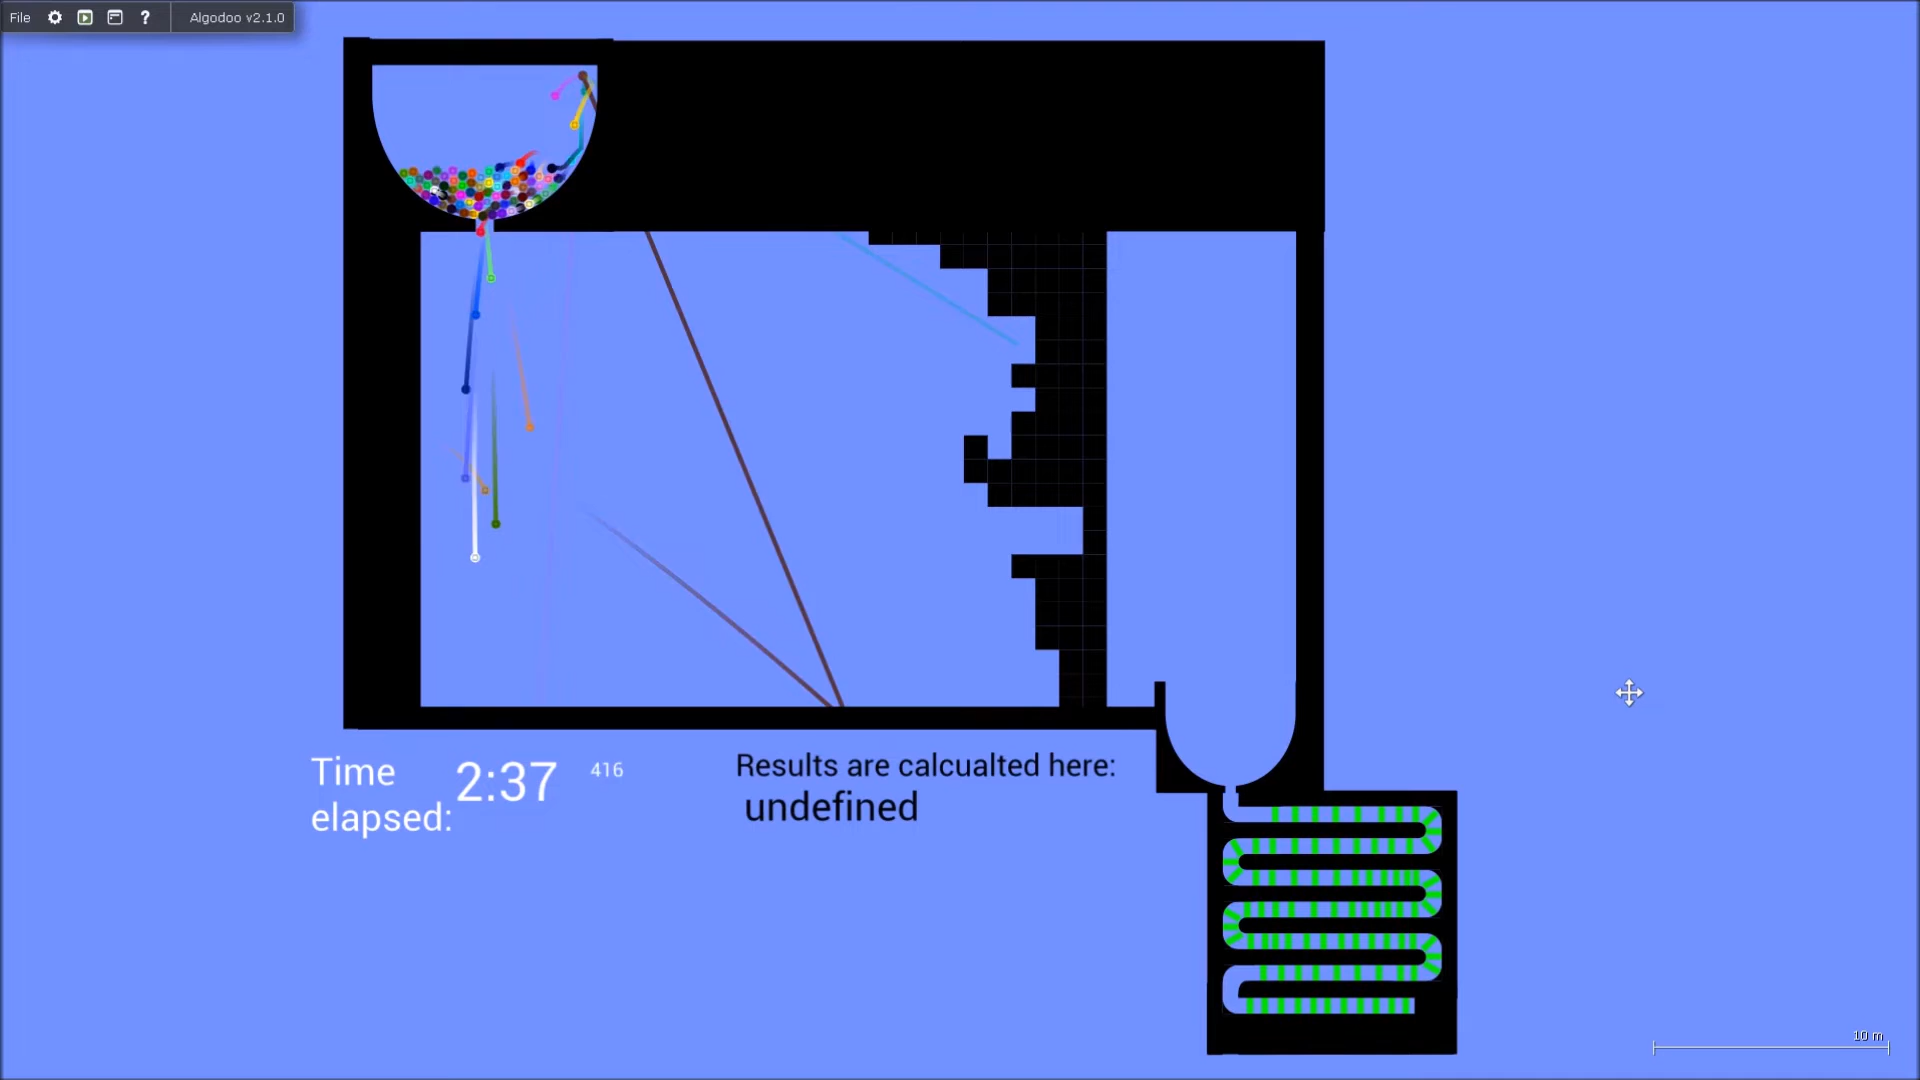 File ? Algodoo v2.1.0
Time elapsed: 2:37 416
Results are calcualted here:
undefined
10 m